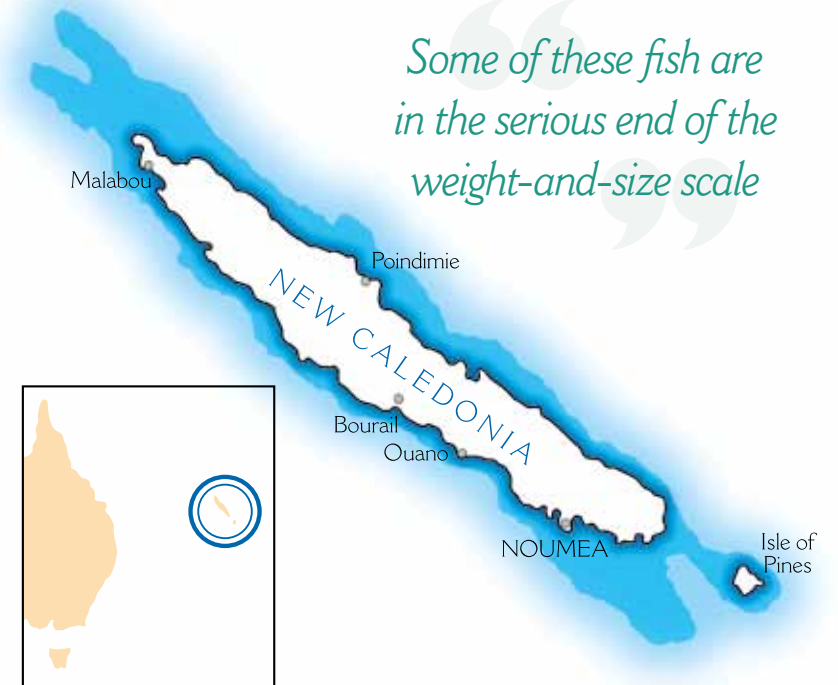 Some of these fish are
in the serious end of the
weight-and-size scale
Malabou
Poindimie
NEW CALEDONIA
Bourail
Ouano
NOUMEA
Isle of
Pines